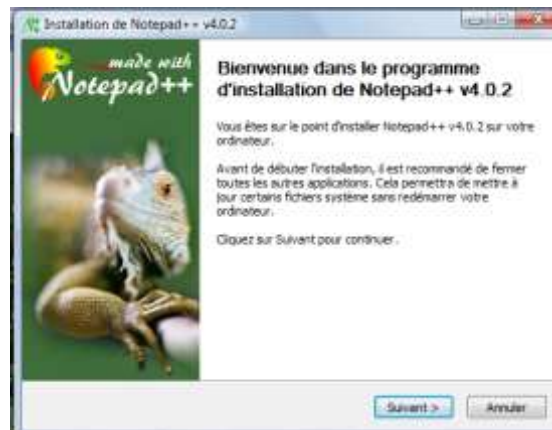 Installation de Notepad++ v4.0.2
made with
Notepad++
Bienvenue dans le programme
d'installation de Notepad++ v4.0.2
Vous êtes sur le point d'installer Notepad++ v4.0.2 sur votre
ordinateur.
Avant de débuter l'installation, il est recommandé de fermer
toutes les autres applications. Cela permettra de mettre à
jour certains fichiers système sans redémarrer votre
ordinateur.
Cliquez sur Suivant pour continuer.
Suivant >
Annuler